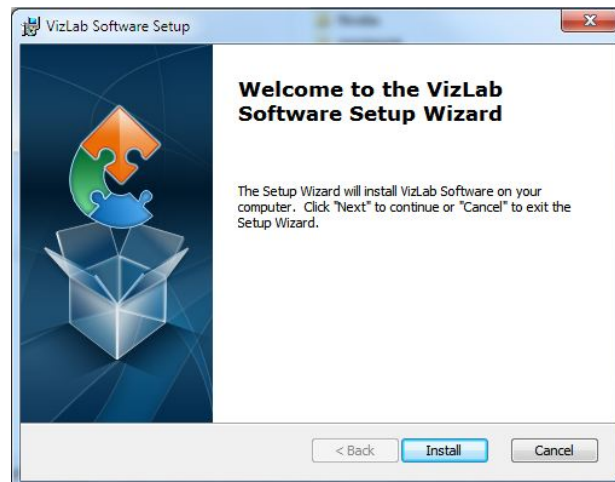 VizLab Software Setup
Welcome to the VizLab
Software Setup Wizard
The Setup Wizard will install VizLab Software on your
computer. Click "Next" to continue or "Cancel" to exit the
Setup Wizard.
< Back Install Cancel